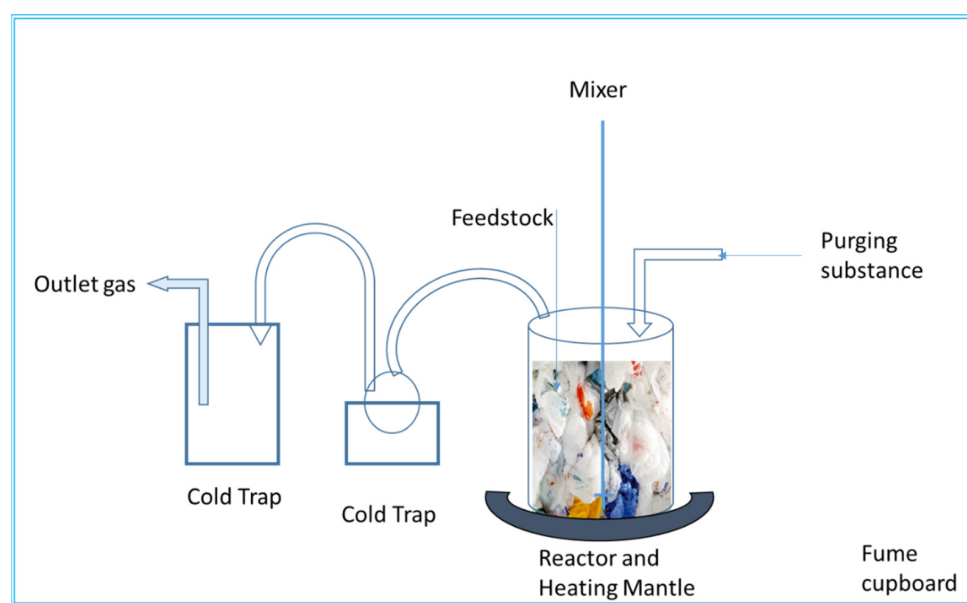 Mixer
Feedstock
Purging
substance
Outlet gas
Cold Trap
Cold Trap
Reactor and
Heating Mantle
Fume
cupboard